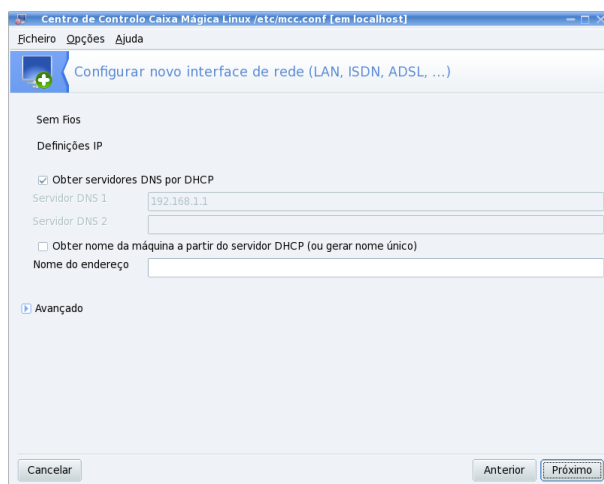 Centro de Controlo Caixa Mágica Linux /etc/mcc.conf [em localhost]
Ficheiro Opções Ajuda
Configurar novo interface de rede (LAN, ISDN, ADSL, ...)
Sem Fios
Definições IP
Obter servidores DNS por DHCP
Servidor DNS 1 192.168.1.1
Servidor DNS 2
Obter nome da máquina a partir do servidor DHCP (ou gerar nome único)
Nome do endereço
Avançado
Cancelar Anterior Próximo